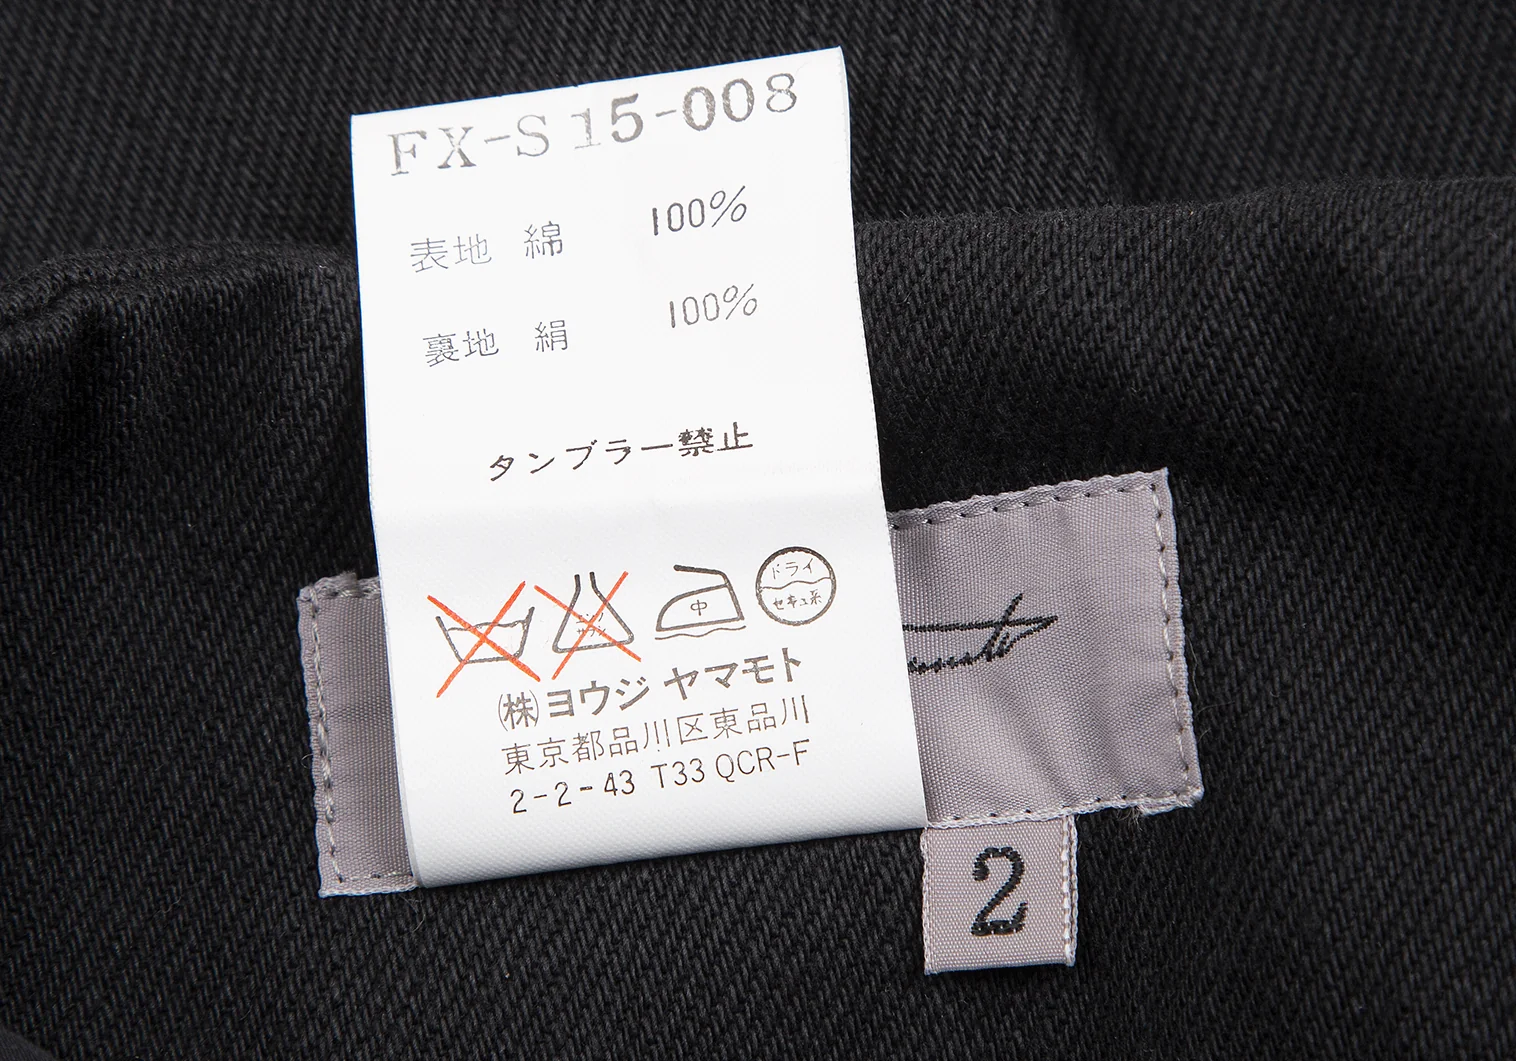 FX-S15-008
表地 綿 100%
裏地 絹 100%
タンブラー禁止
中
ドライ
セキュ系
(株)ヨウジ ヤマモト
東京都品川区東品川
2-2-43 T33 QCR-F
2